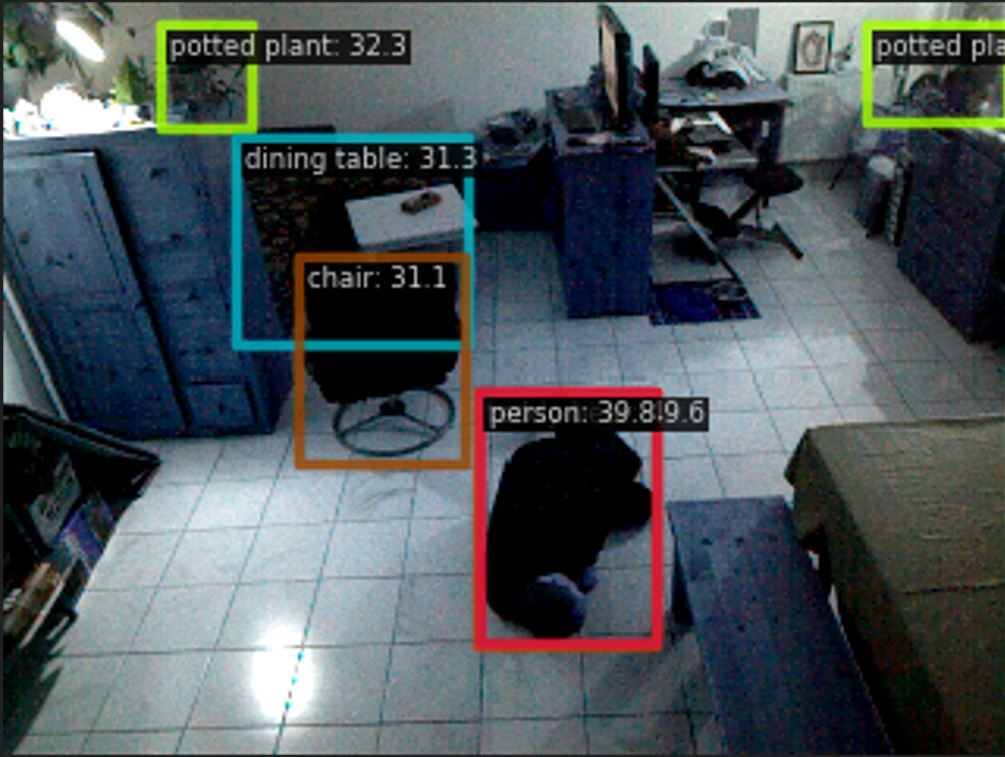 potted plant: 32.3
potted pla
dining table: 31.3
chair: 31.1
person: 39.8
9.6